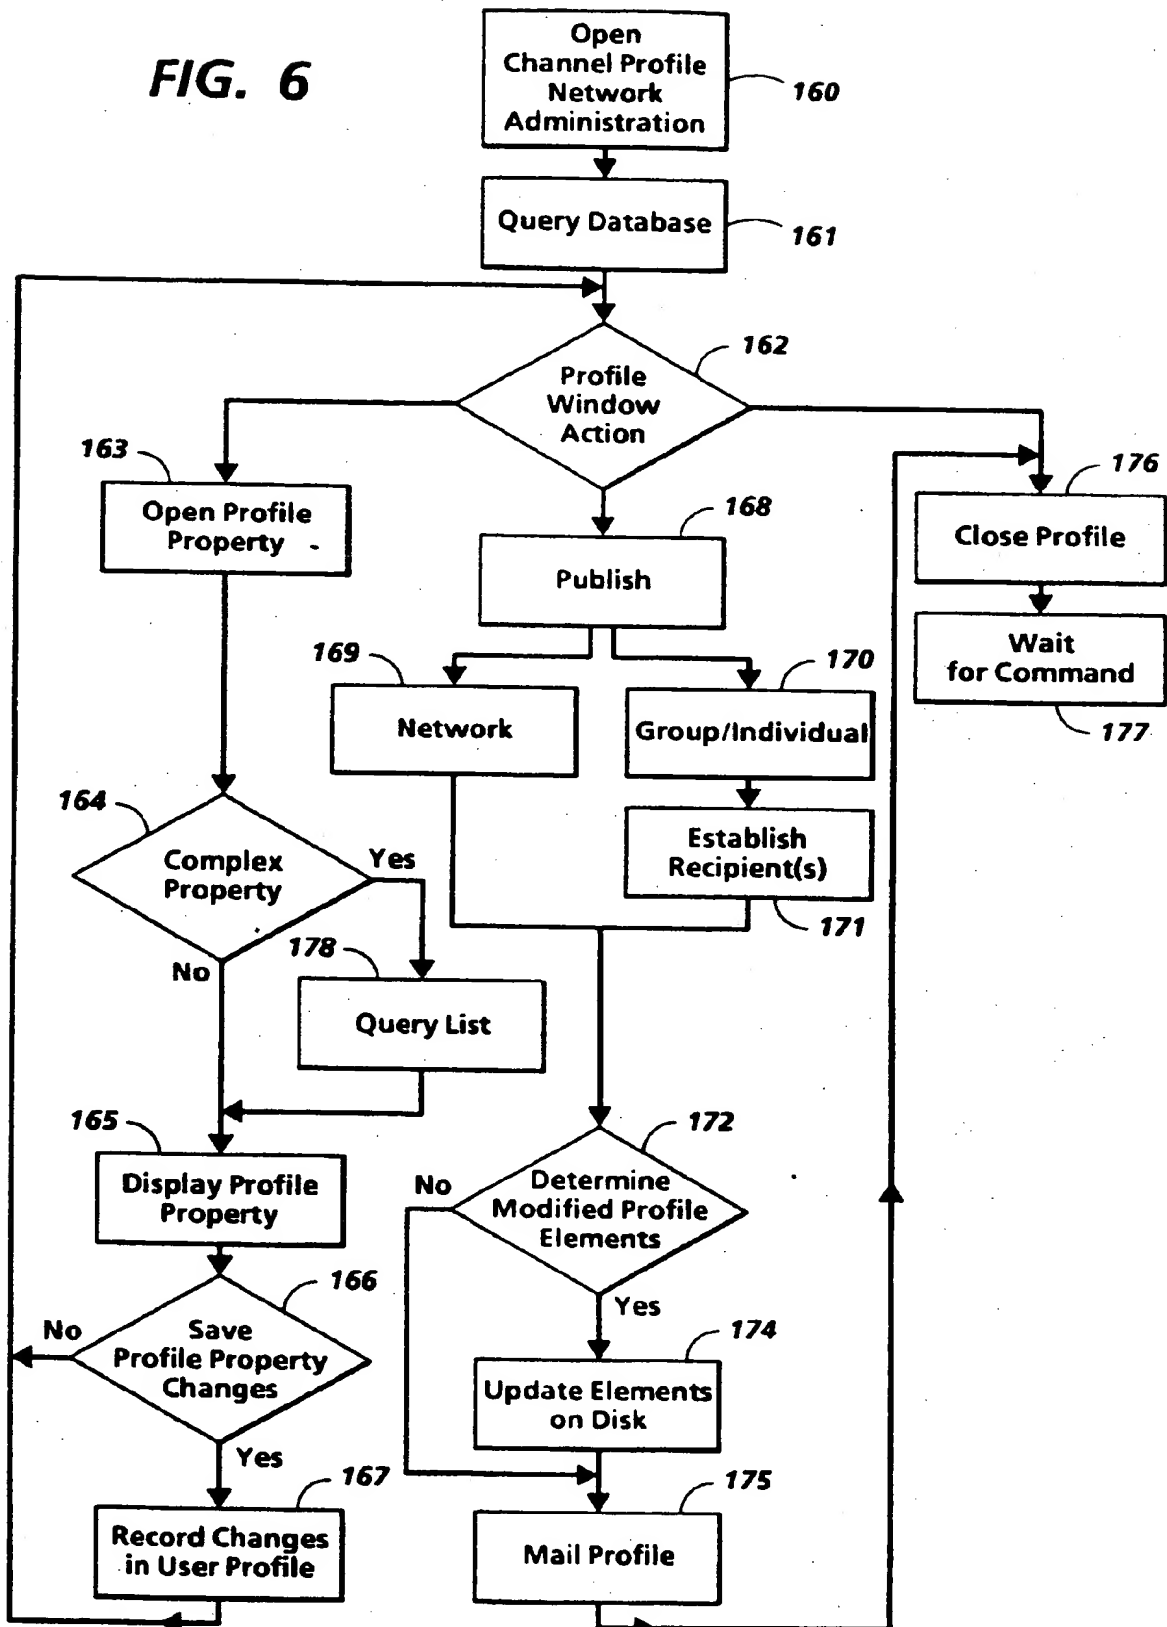 FIG. 6
Open
Channel Profile
Network
Administration
160
Query Database
161
162
Profile
Window
Action
163
Open Profile
Property
168
Publish
176
Close Profile
Wait
for Command
177
169
Network
170
Group/Individual
Establish
Recipient(s)
171
164
Complex
Property
Yes
No
178
Query List
165
Display Profile
Property
172
Determine
Modified Profile
Elements
No
Yes
166
Save
Profile Property
Changes
No
Yes
174
Update Elements
on Disk
167
Record Changes
in User Profile
175
Mail Profile